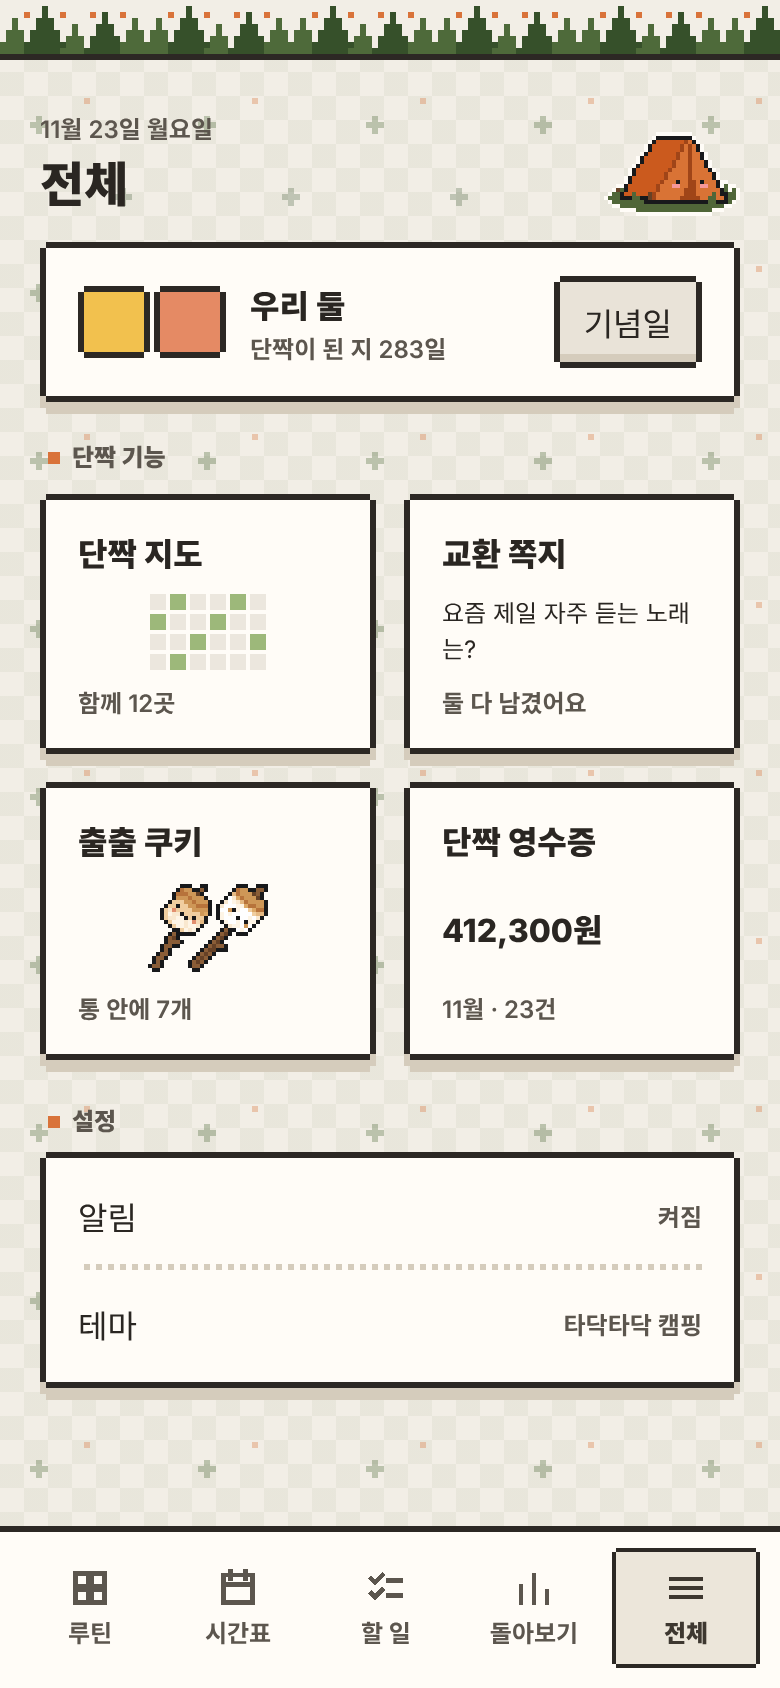 11월 23일 월요일
전체
우리 둘
단짝이 된 지 283일
기념일
단짝 기능
단짝 지도
함께 12곳
교환 쪽지
요즘 제일 자주 듣는 노래
는?
둘 다 남겼어요
출출 쿠키
통 안에 7개
단짝 영수증
412,300원
11월 · 23건
설정
알림
켜짐
테마
타닥타닥 캠핑
루틴
시간표
할 일
돌아보기
전체